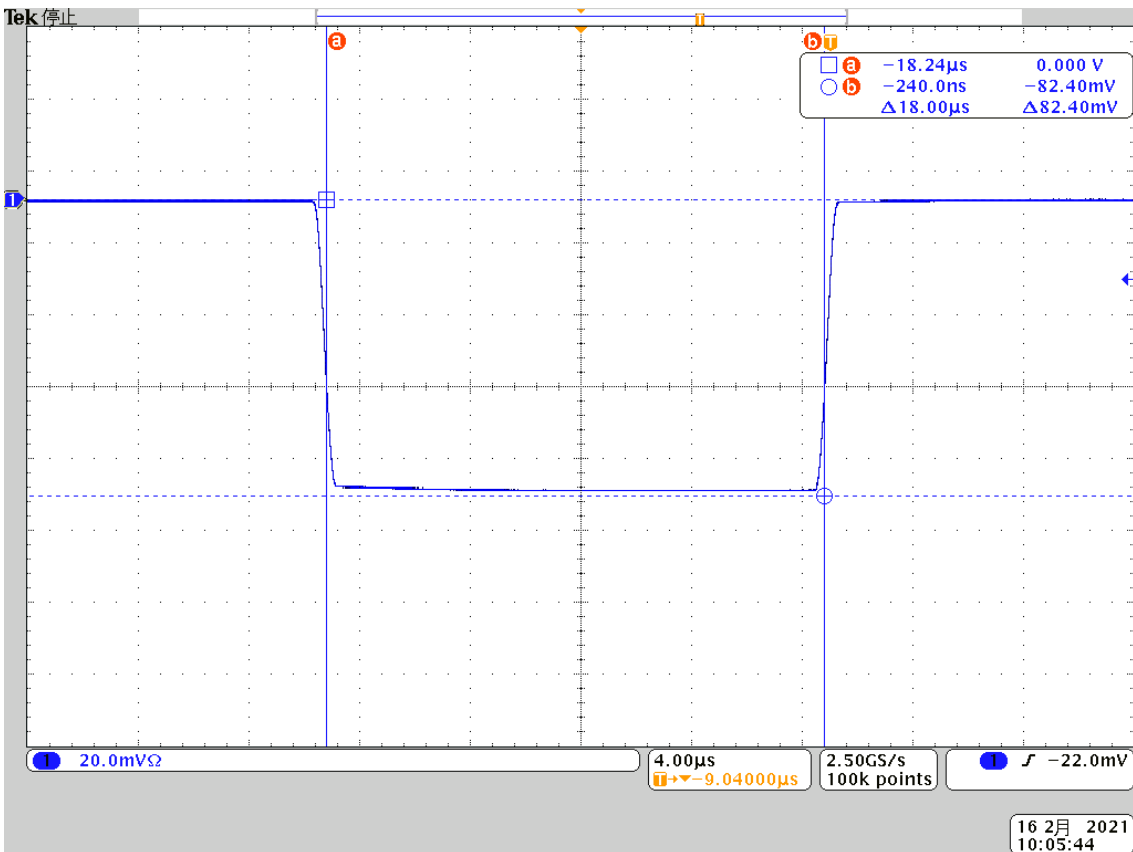 Tek 停止
T
a
b T
a −18.24µs 0.000 V
b −240.0ns −82.40mV
Δ18.00µs Δ82.40mV
1
1 20.0mVΩ
4.00µs
T→▼−9.04000µs
2.50GS/s
100k points
1 ∫ −22.0mV
16 2月 2021
10:05:44